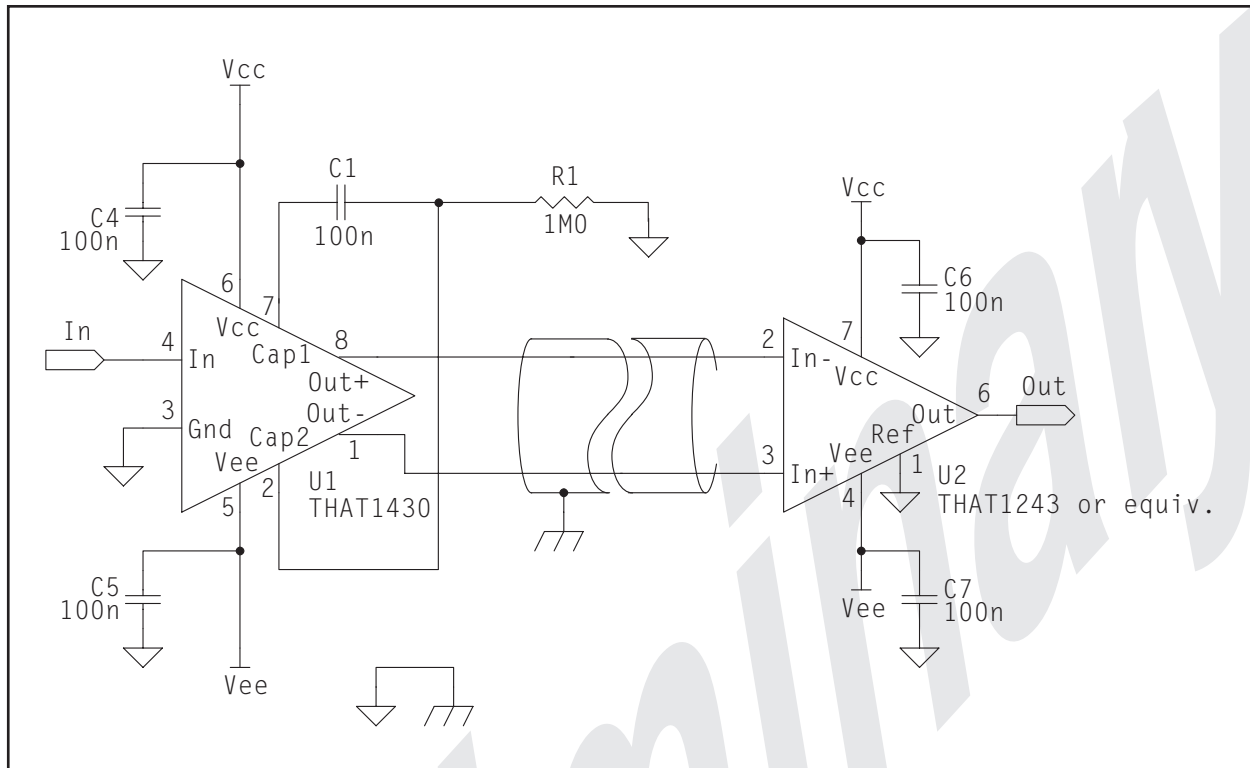 Vcc
C4
100n
C1
100n
R1
1M0
Vcc
C6
100n
In
6
7
4
In
Vcc
Cap1
8
Out+
Out-
3
Gnd
Cap2
1
Vee
5
2
U1
THAT1430
2
In-
7
Vcc
6
Out
Out
Ref
3
In+
Vee
1
4
U2
THAT1243 or equiv.
C5
100n
Vee
Vee
C7
100n
minary